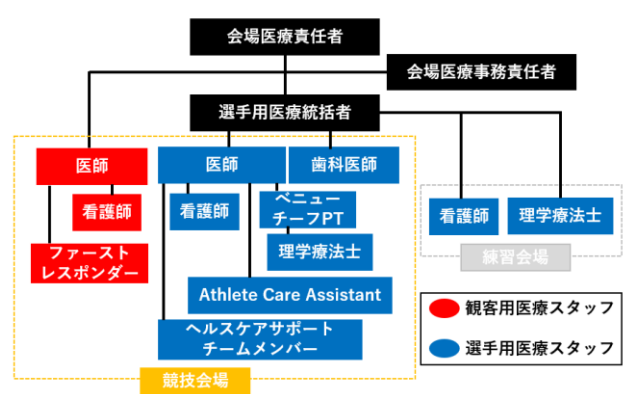 会場医療責任者
会場医療事務責任者
選手用医療統括者
医師
医師
歯科医師
看護師
看護師
ベニュー
チーフPT
看護師
理学療法士
ファースト
レスポンダー
理学療法士
練習会場
Athlete Care Assistant
ヘルスケアサポート
チームメンバー
競技会場
観客用医療スタッフ
選手用医療スタッフ